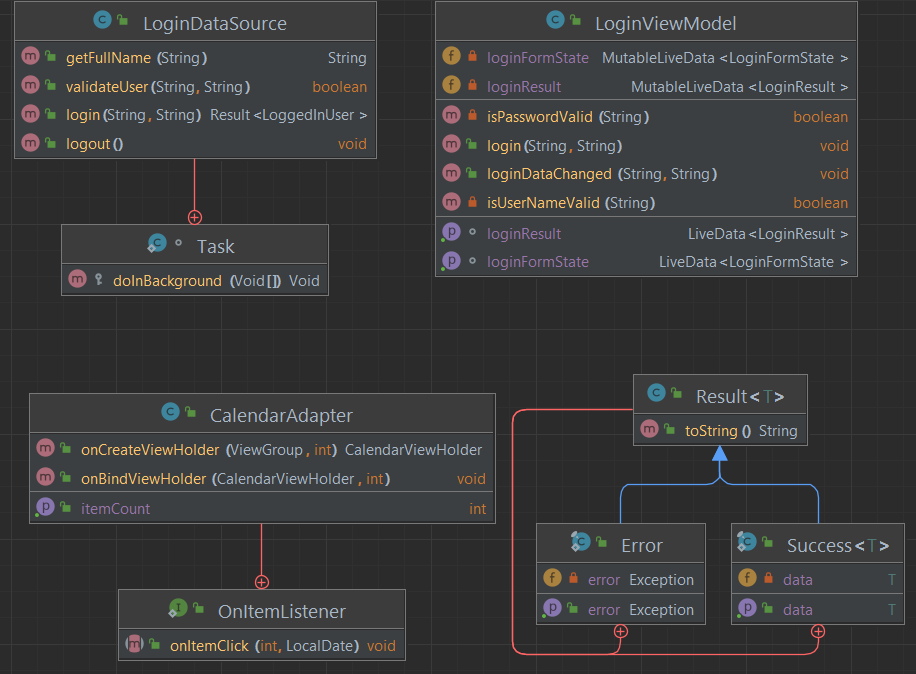 LoginDataSource
getFullName (String) String
validateUser(String, String) boolean
login(String, String) Result <LoggedInUser >
logout() void
Task
doInBackground (Void[]) Void
LoginViewModel
loginFormState MutableLiveData <LoginFormState >
loginResult MutableLiveData <LoginResult >
isPasswordValid (String) boolean
login(String, String) void
loginDataChanged (String, String) void
isUserNameValid (String) boolean
loginResult LiveData<LoginResult >
loginFormState LiveData<LoginFormState >
CalendarAdapter
onCreateViewHolder (ViewGroup, int) CalendarViewHolder
onBindViewHolder (CalendarViewHolder, int) void
itemCount int
OnItemListener
onItemClick (int, LocalDate) void
Result<T>
toString () String
Error
error Exception
error Exception
Success<T>
data T
data T